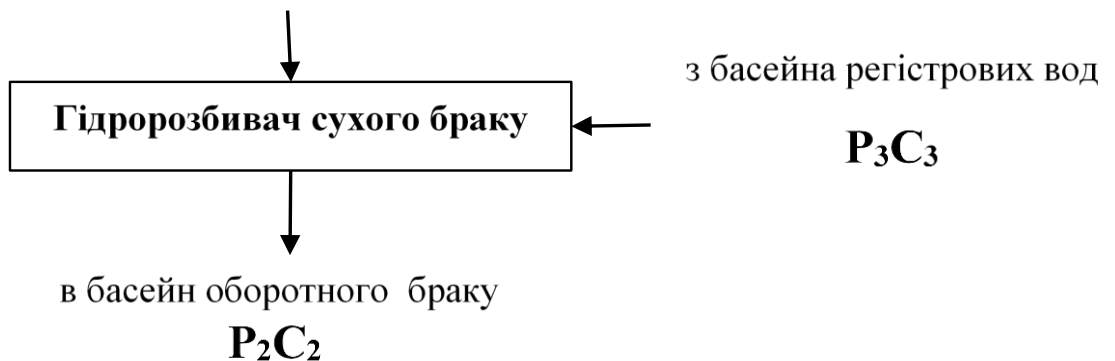 з басейна регістрових вод
Гідророзбивач сухого браку
P₃C₃
в басейн оборотного браку
P₂C₂